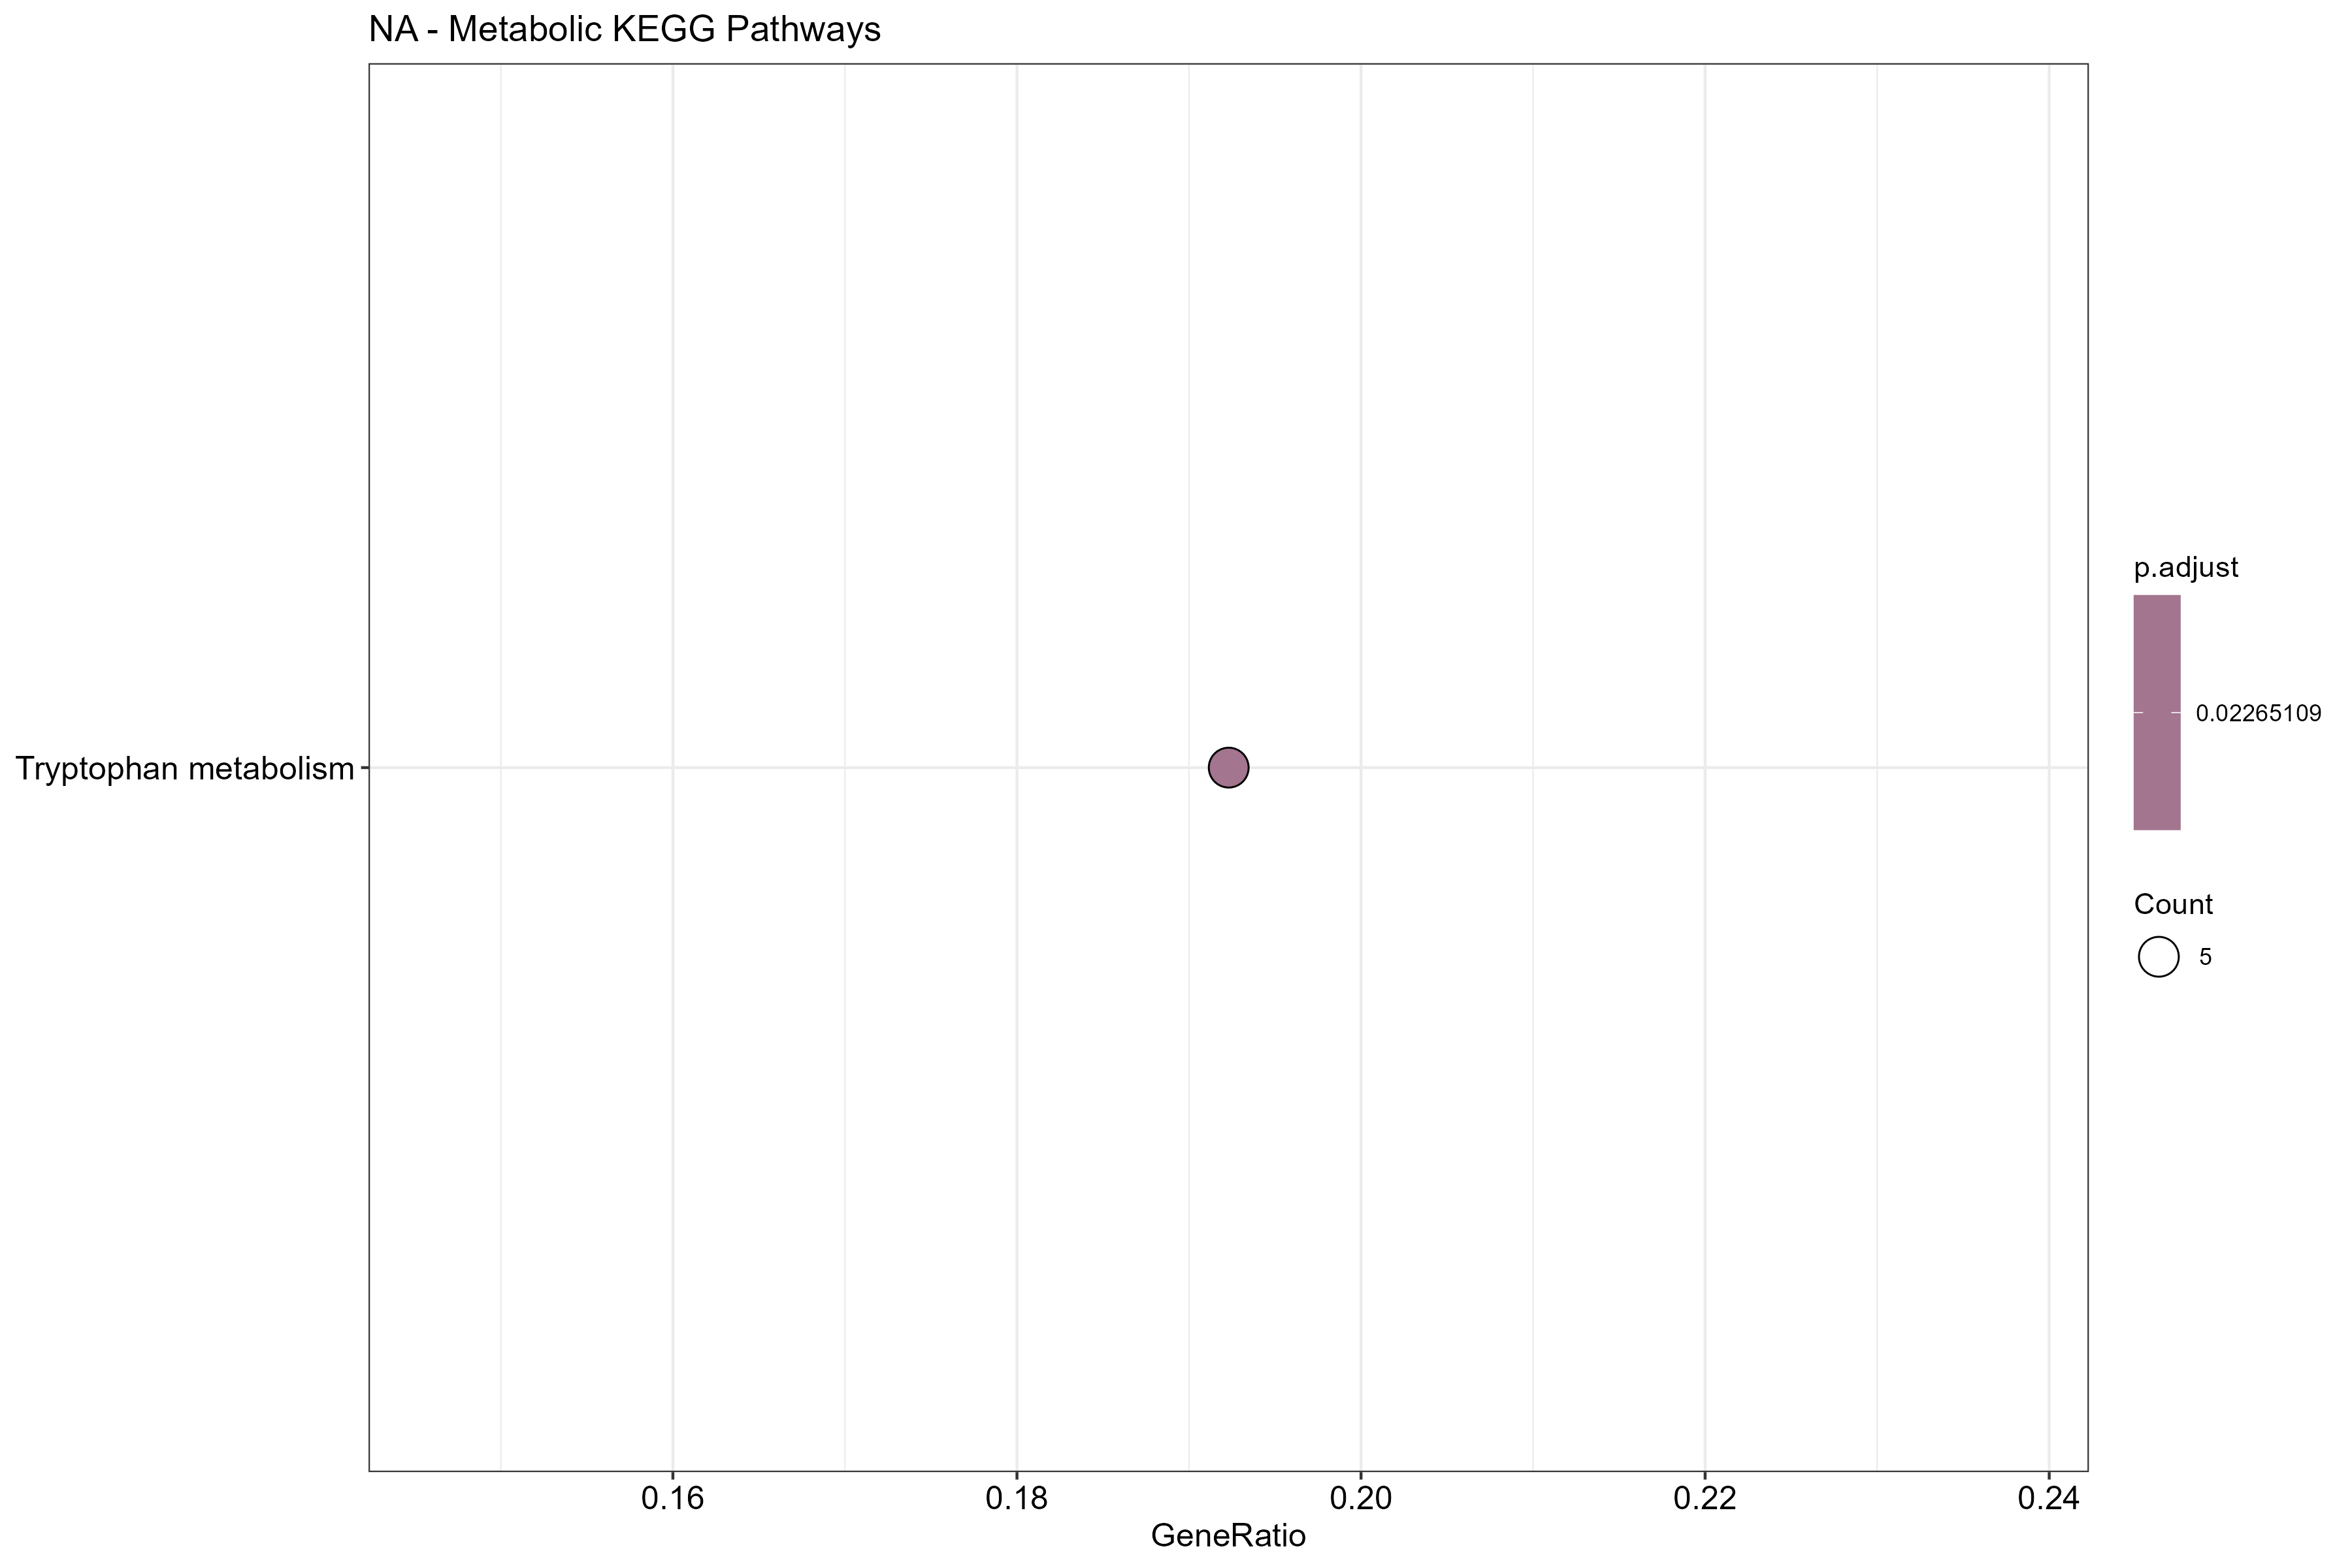 NA - Metabolic KEGG Pathways
Tryptophan metabolism
p.adjust
0.02265109
Count
5
0.16 0.18 0.20 0.22 0.24
GeneRatio